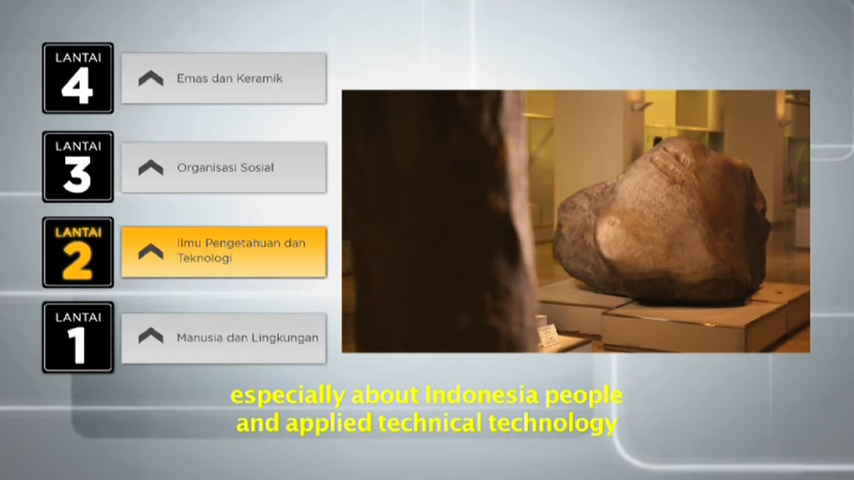 LANTAI
4
Emas dan Keramik
LANTAI
3
Organisasi Sosial
LANTAI
2
Ilmu Pengetahuan dan
Teknologi
LANTAI
1
Manusia dan Lingkungan
especially about Indonesia people
and applied technical technology